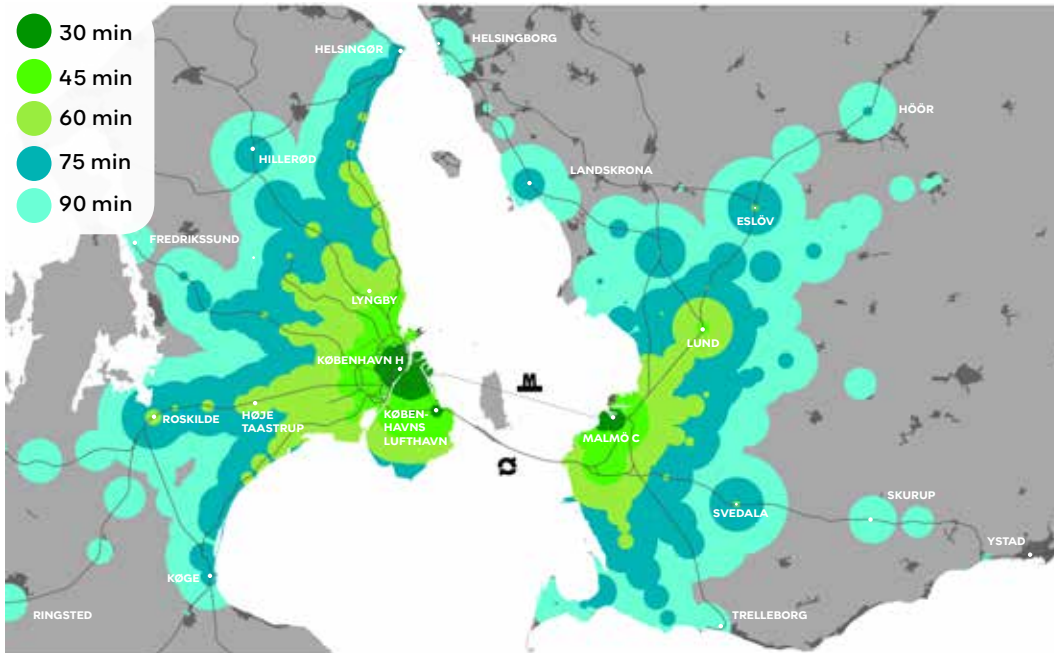 30 min
45 min
60 min
75 min
90 min
HELSINGØR
HELSINGBORG
HÖÖR
HILLERØD
LANDSKRONA
ESLÖV
FREDRIKSSUND
LYNGBY
LUND
KØBENHAVN H
M
ROSKILDE
HØJE
TAASTRUP
KØBEN-
HAVNS
LUFTHAVN
MALMÖ C
SVEDALA
SKURUP
YSTAD
KØGE
RINGSTED
TRELLEBORG